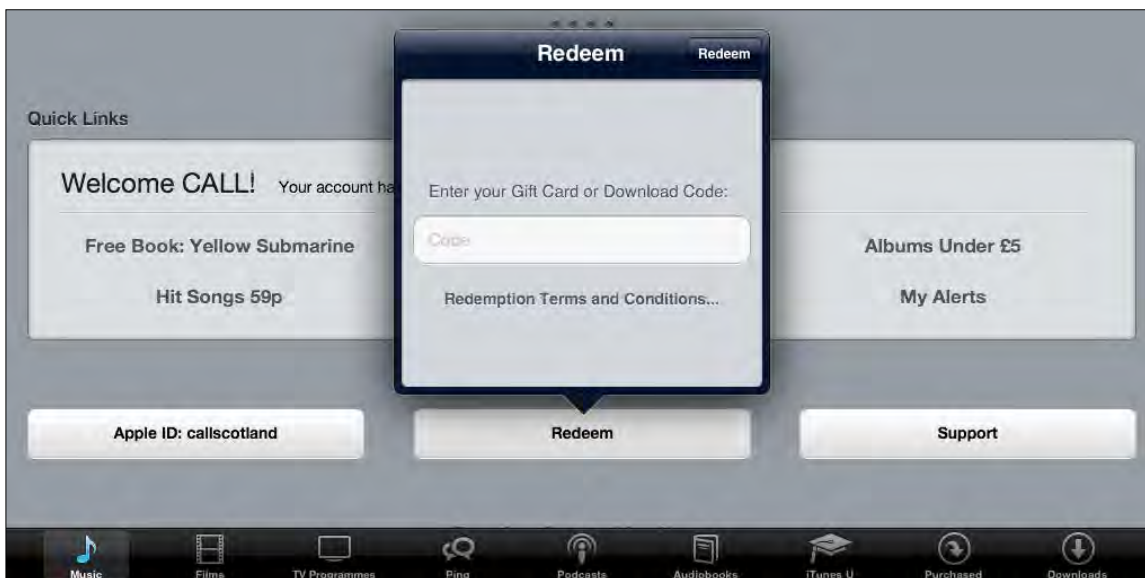 Redeem
Redeem
Quick Links
Welcome CALL! Your account ha
Enter your Gift Card or Download Code:
Code
Free Book: Yellow Submarine
Albums Under £5
Hit Songs 59p
Redemption Terms and Conditions...
My Alerts
Apple ID: callscotland
Redeem
Support
Music
Films
TV Programmes
Ping
Podcasts
Audiobooks
iTunes U
Purchased
Downloads